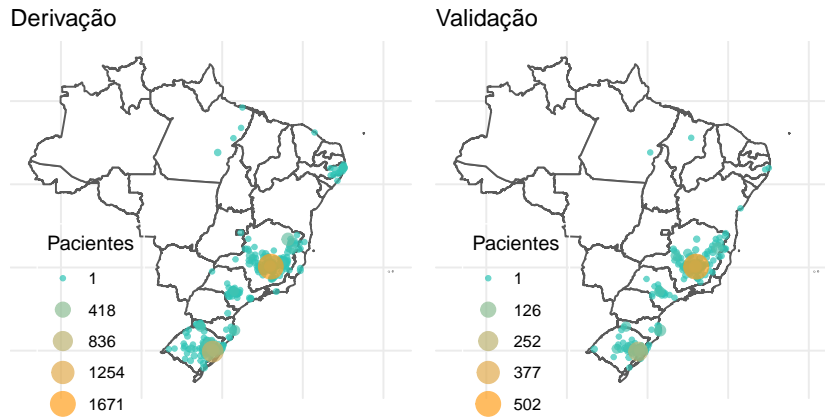 Derivação
Pacientes
1
418
836
1254
1671
Validação
Pacientes
1
126
252
377
502